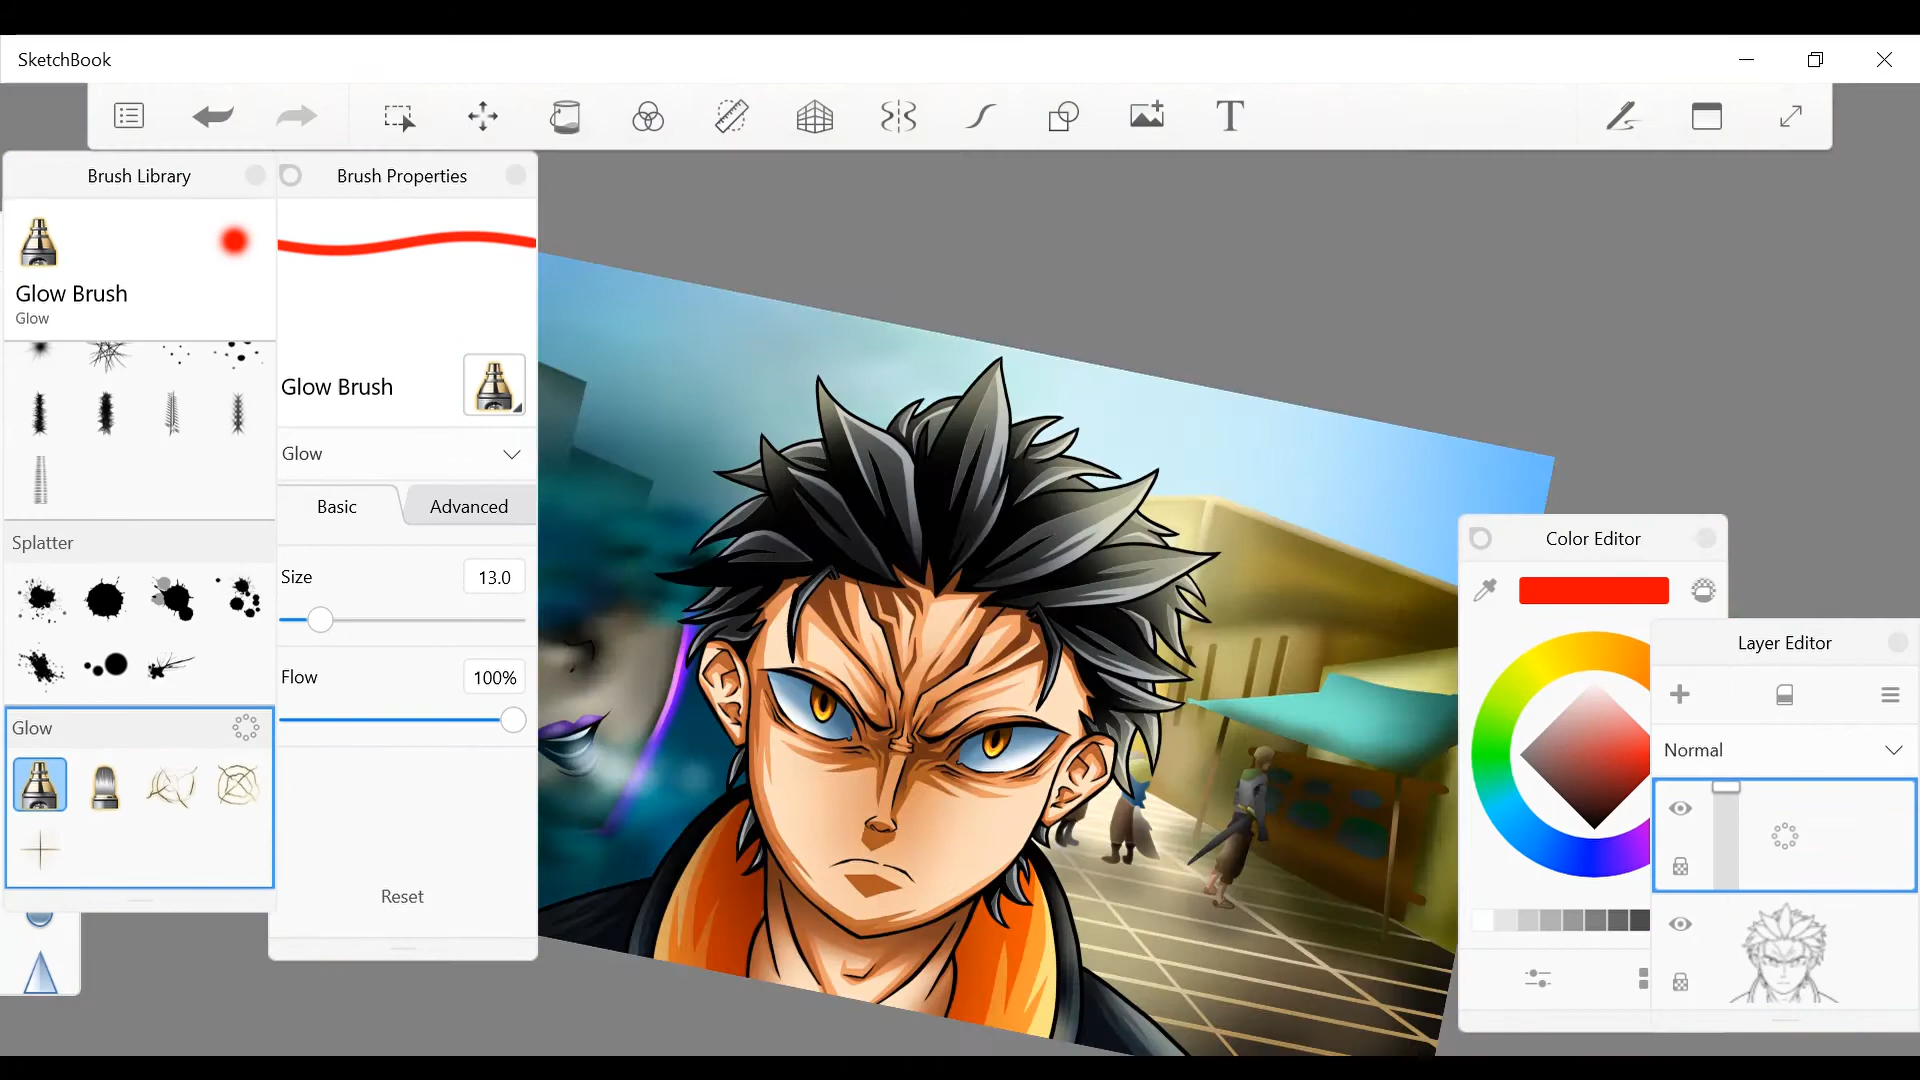 SketchBook
T
Brush Library
Brush Properties
Glow Brush
Glow
Glow Brush
Glow
Basic
Advanced
Size
13.0
Flow
100%
Reset
Splatter
Glow
Color Editor
Layer Editor
Normal